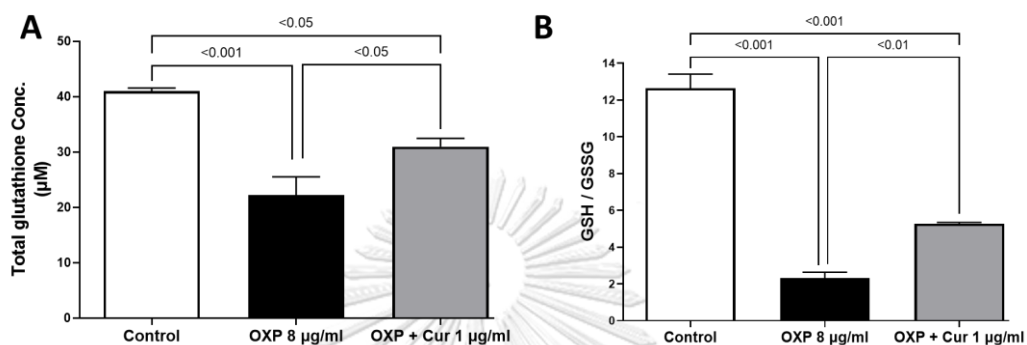 A
<0.05
<0.001
<0.05
Total glutathione Conc.
(µM)
50
40
30
20
10
0
Control
OXP 8 µg/ml
OXP + Cur 1 µg/ml
B
<0.001
<0.001
<0.01
GSH / GSSG
14
12
10
8
6
4
2
0
Control
OXP 8 µg/ml
OXP + Cur 1 µg/ml